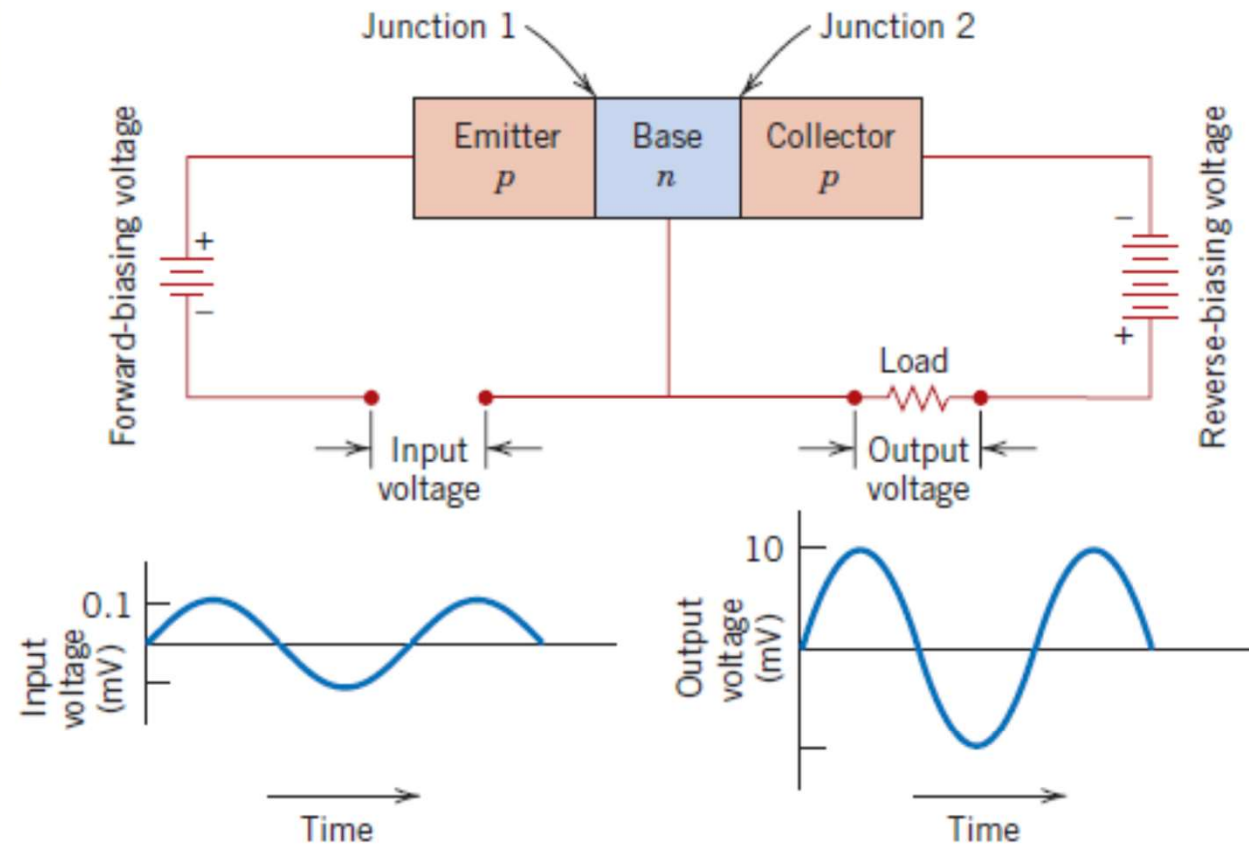 Junction 1
Junction 2
Emitter
p
Base
n
Collector
p
Forward-biasing voltage
+
–
–
+
Reverse-biasing voltage
Load
Input
voltage
Output
voltage
0.1
Input
voltage
(mV)
Time
10
Output
voltage
(mV)
Time